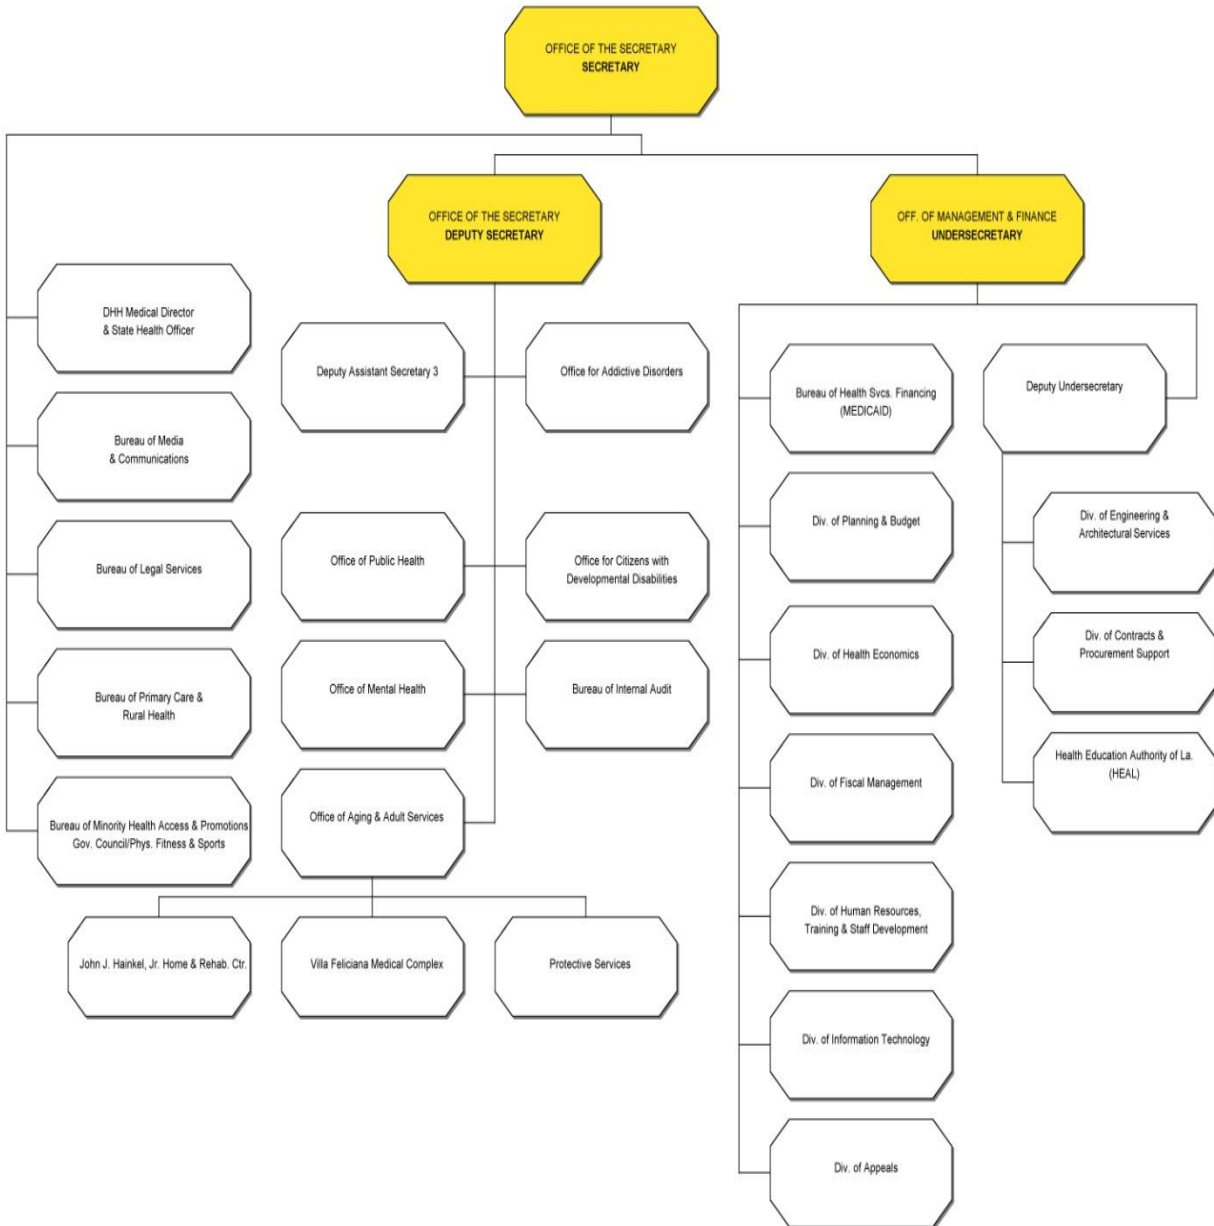 OFFICE OF THE SECRETARY
SECRETARY
OFFICE OF THE SECRETARY
DEPUTY SECRETARY
OFF. OF MANAGEMENT & FINANCE
UNDERSECRETARY
DHH Medical Director
& State Health Officer
Bureau of Media
& Communications
Bureau of Legal Services
Bureau of Primary Care &
Rural Health
Bureau of Minority Health Access & Promotions
Gov. Council/Phys. Fitness & Sports
Deputy Assistant Secretary 3
Office for Addictive Disorders
Office of Public Health
Office for Citizens with
Developmental Disabilities
Office of Mental Health
Bureau of Internal Audit
Office of Aging & Adult Services
John J. Hainkel, Jr. Home & Rehab. Ctr.
Villa Feliciana Medical Complex
Protective Services
Bureau of Health Svcs. Financing
(MEDICAID)
Div. of Planning & Budget
Div. of Health Economics
Div. of Fiscal Management
Div. of Human Resources,
Training & Staff Development
Div. of Information Technology
Div. of Appeals
Deputy Undersecretary
Div. of Engineering &
Architectural Services
Div. of Contracts &
Procurement Support
Health Education Authority of La.
(HEAL)